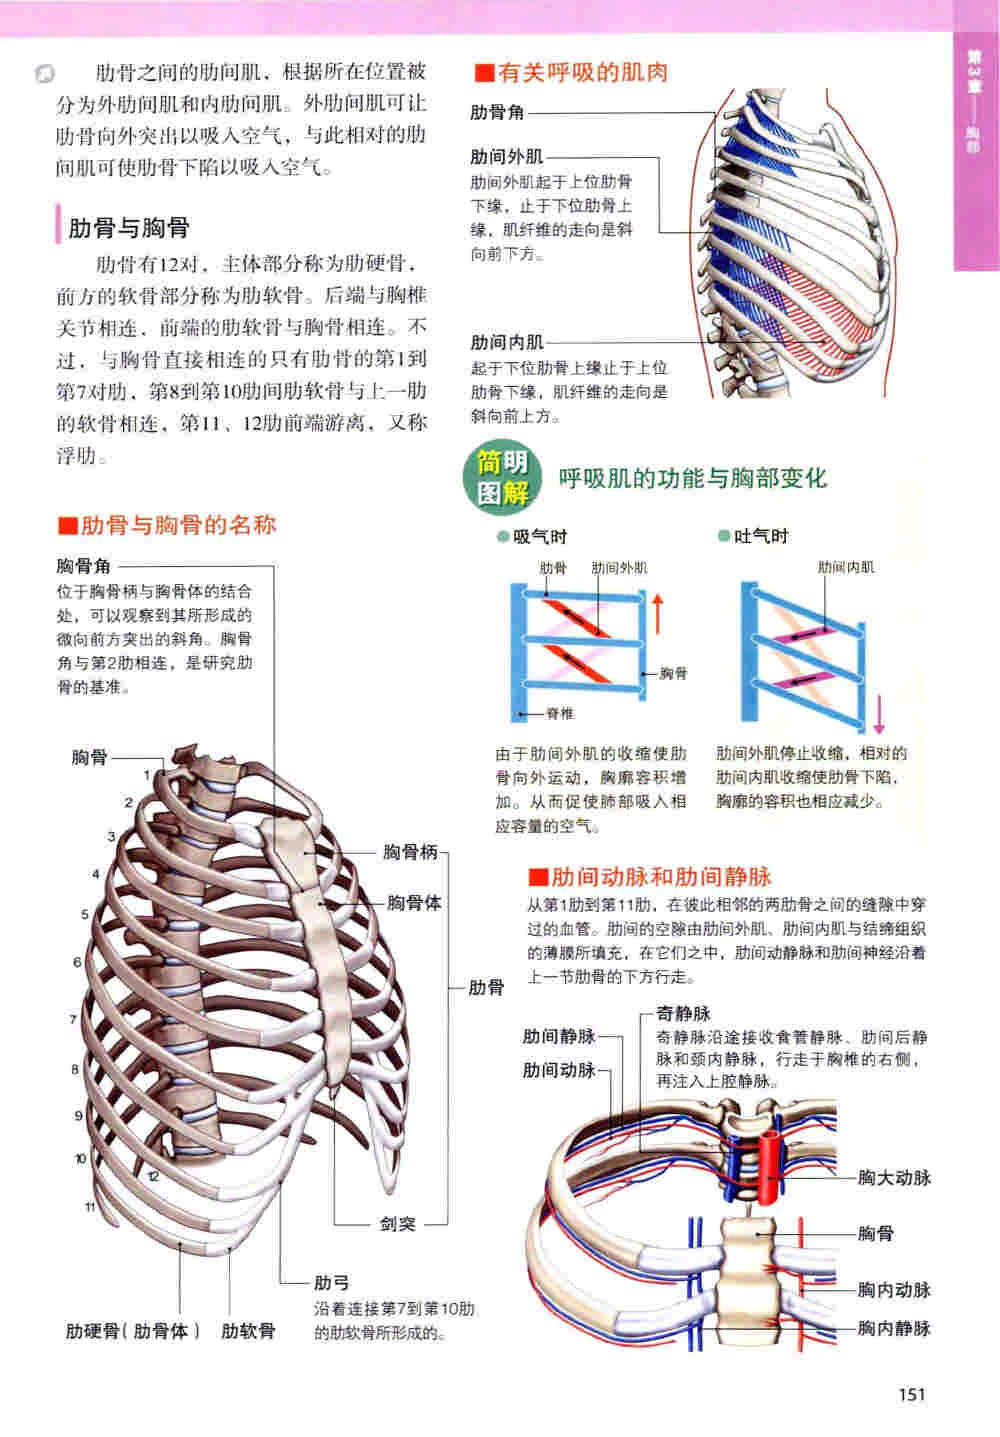 肋骨之间的肋间肌，根据所在位置被
分为外肋间肌和内肋间肌。外肋间肌可让
肋骨向外突出以吸入空气，与此相对的肋
间肌可使肋骨下陷以吸入空气。
肋骨与胸骨
肋骨有12对，主体部分称为肋硬骨，
前方的软骨部分称为肋软骨。后端与胸椎
关节相连，前端的肋软骨与胸骨相连。不
过，与胸骨直接相连的只有肋骨的第1到
第7对肋，第8到第10肋间肋软骨与上一肋
的软骨相连，第11、12肋前端游离，又称
浮肋。
■肋骨与胸骨的名称
胸骨角
位于胸骨柄与胸骨体的结合
处，可以观察到其所形成的
微向前方突出的斜角。胸骨
角与第2肋相连，是研究肋
骨的基准。
胸骨
1
2
3
4
5
6
7
8
9
10
11
12
胸骨柄
胸骨体
肋骨
剑突
肋弓
沿着连接第7到第10肋
的肋软骨所形成的。
肋硬骨(肋骨体)
肋软骨
■有关呼吸的肌肉
肋骨角
肋间外肌
肋间外肌起于上位肋骨
下缘，止于下位肋骨上
缘，肌纤维的走向是斜
向前下方。
肋间内肌
起于下位肋骨上缘止于上位
肋骨下缘，肌纤维的走向是
斜向前上方。
简明
图解
呼吸肌的功能与胸部变化
●吸气时
肋骨
肋间外肌
胸骨
脊椎
由于肋间外肌的收缩使肋
骨向外运动，胸廓容积增
加。从而促使肺部吸入相
应容量的空气。
●吐气时
肋间内肌
肋间外肌停止收缩，相对的
肋间内肌收缩使肋骨下陷，
胸廓的容积也相应减少。
■肋间动脉和肋间静脉
从第1肋到第11肋，在彼此相邻的两肋骨之间的缝隙中穿
过的血管。肋间的空隙由肋间外肌、肋间内肌与结缔组织
的薄膜所填充，在它们之中，肋间动静脉和肋间神经沿着
上一节肋骨的下方行走。
奇静脉
奇静脉沿途接收食管静脉、肋间后静
脉和颈内静脉，行走于胸椎的右侧，
再注入上腔静脉。
肋间静脉
肋间动脉
胸大动脉
胸骨
胸内动脉
胸内静脉
第3章——胸部
151